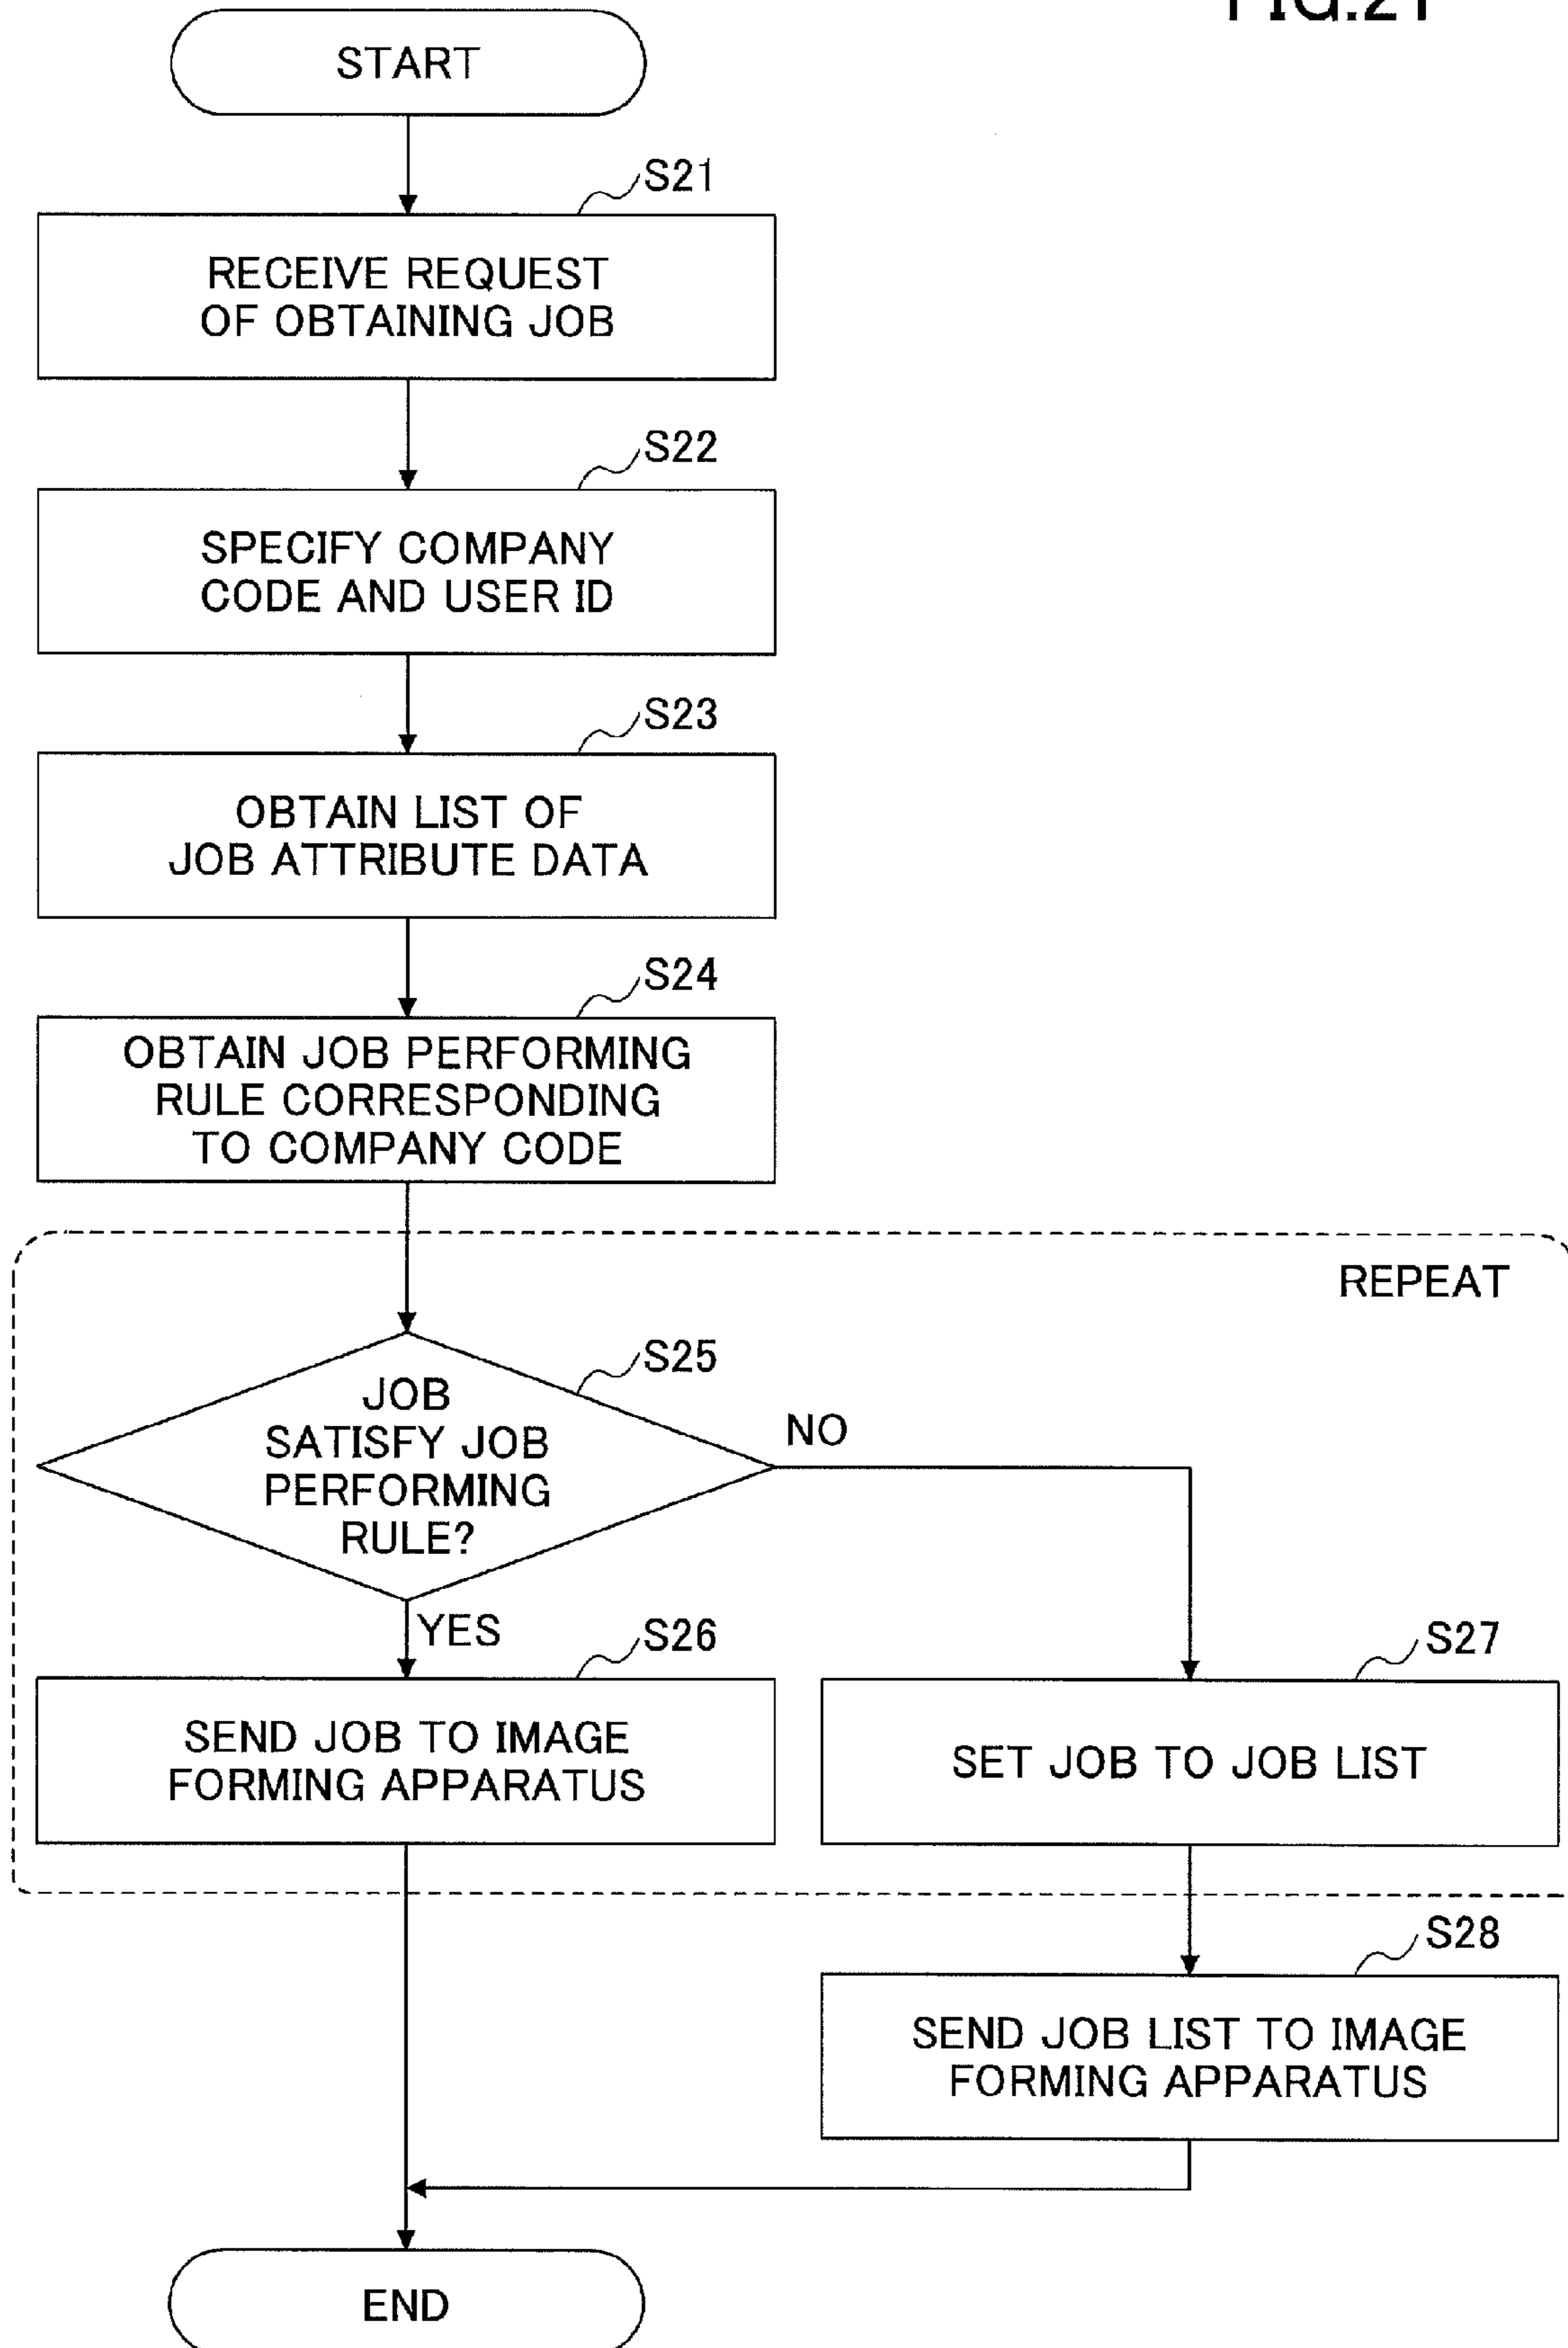 FIG.21
START
S21
RECEIVE REQUEST
OF OBTAINING JOB
S22
SPECIFY COMPANY
CODE AND USER ID
S23
OBTAIN LIST OF
JOB ATTRIBUTE DATA
S24
OBTAIN JOB PERFORMING
RULE CORRESPONDING
TO COMPANY CODE
REPEAT
S25
JOB
SATISFY JOB
PERFORMING
RULE?
NO
YES
S26
SEND JOB TO IMAGE
FORMING APPARATUS
S27
SET JOB TO JOB LIST
S28
SEND JOB LIST TO IMAGE
FORMING APPARATUS
END